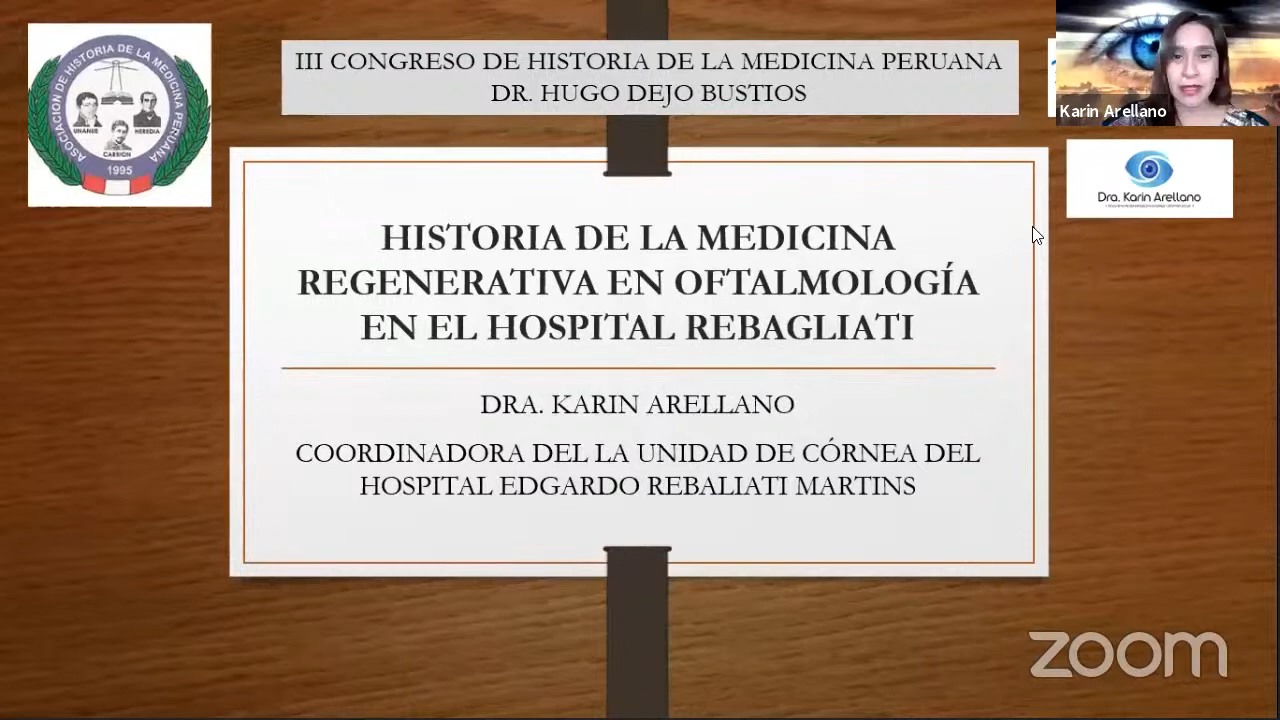 ASOCIACION DE HISTORIA DE LA MEDICINA PERUANA
UNANUE
HEREDIA
CARRION
1995
III CONGRESO DE HISTORIA DE LA MEDICINA PERUANA
DR. HUGO DEJO BUSTIOS
Karin Arellano
Dra. Karin Arellano
HISTORIA DE LA MEDICINA
REGENERATIVA EN OFTALMOLOGÍA
EN EL HOSPITAL REBAGLIATI
DRA. KARIN ARELLANO
COORDINADORA DEL LA UNIDAD DE CÓRNEA DEL
HOSPITAL EDGARDO REBALIATI MARTINS
zoom